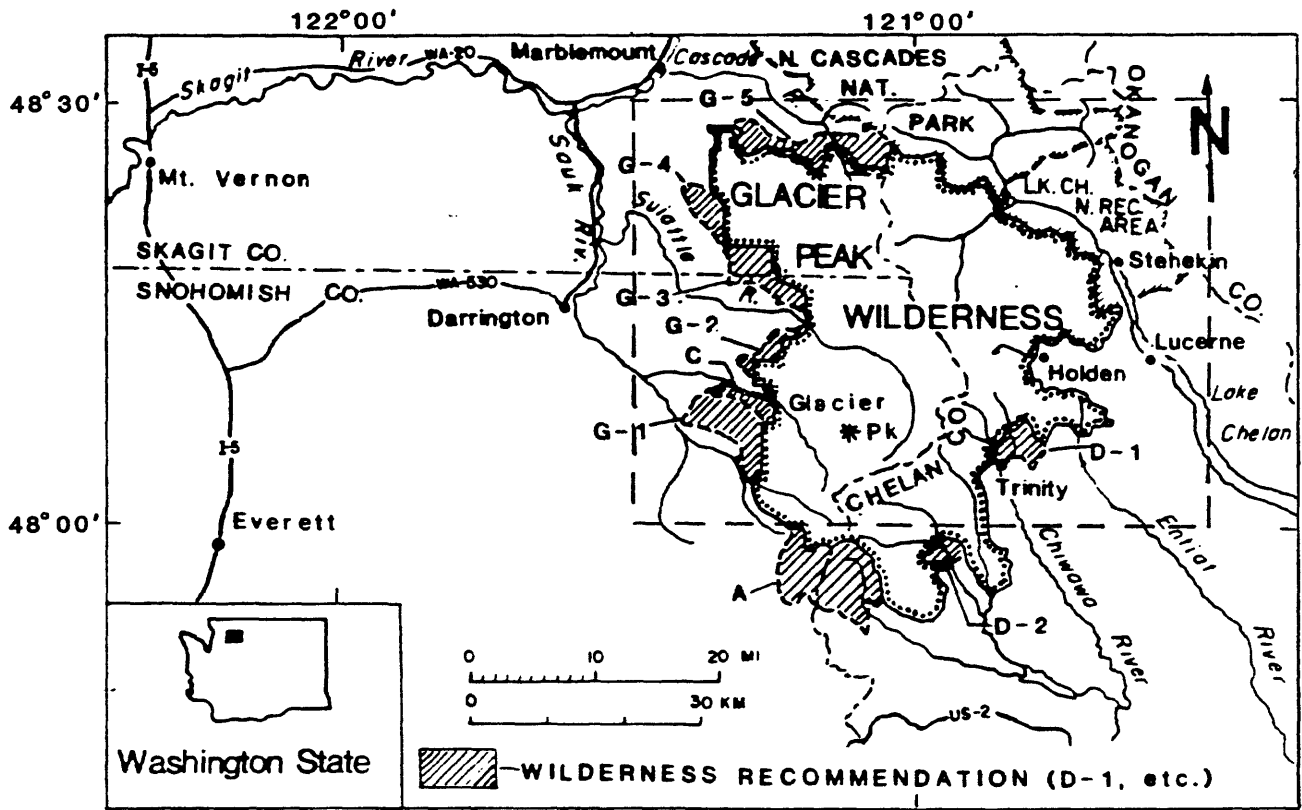 122°00' 121°00'
Marblemount
Cascade
N. CASCADES
NAT.
PARK
I-5
Skagit River
WA-20
48°30'
G-5
R.
OKANOGAN
CO.
N
Mt. Vernon
Sauk
Riv.
G-4
GLACIER
LK. CH.
N. REC
AREA
Suiattle
R.
SKAGIT CO.
SNOHOMISH CO.
WA-530
PEAK
Stehekin
G-3
Darrington
WILDERNESS
G-2
C
Lucerne
Holden
Glacier
Pk
Lake
Chelan
G-1
I-5
CO.
CHELAN
D-1
Trinity
48°00'
Everett
Chiwawa
River
Entiat
River
A
D-2
0 10 20 MI
0 30 KM
US-2
Washington State
WILDERNESS RECOMMENDATION (D-1, etc.)